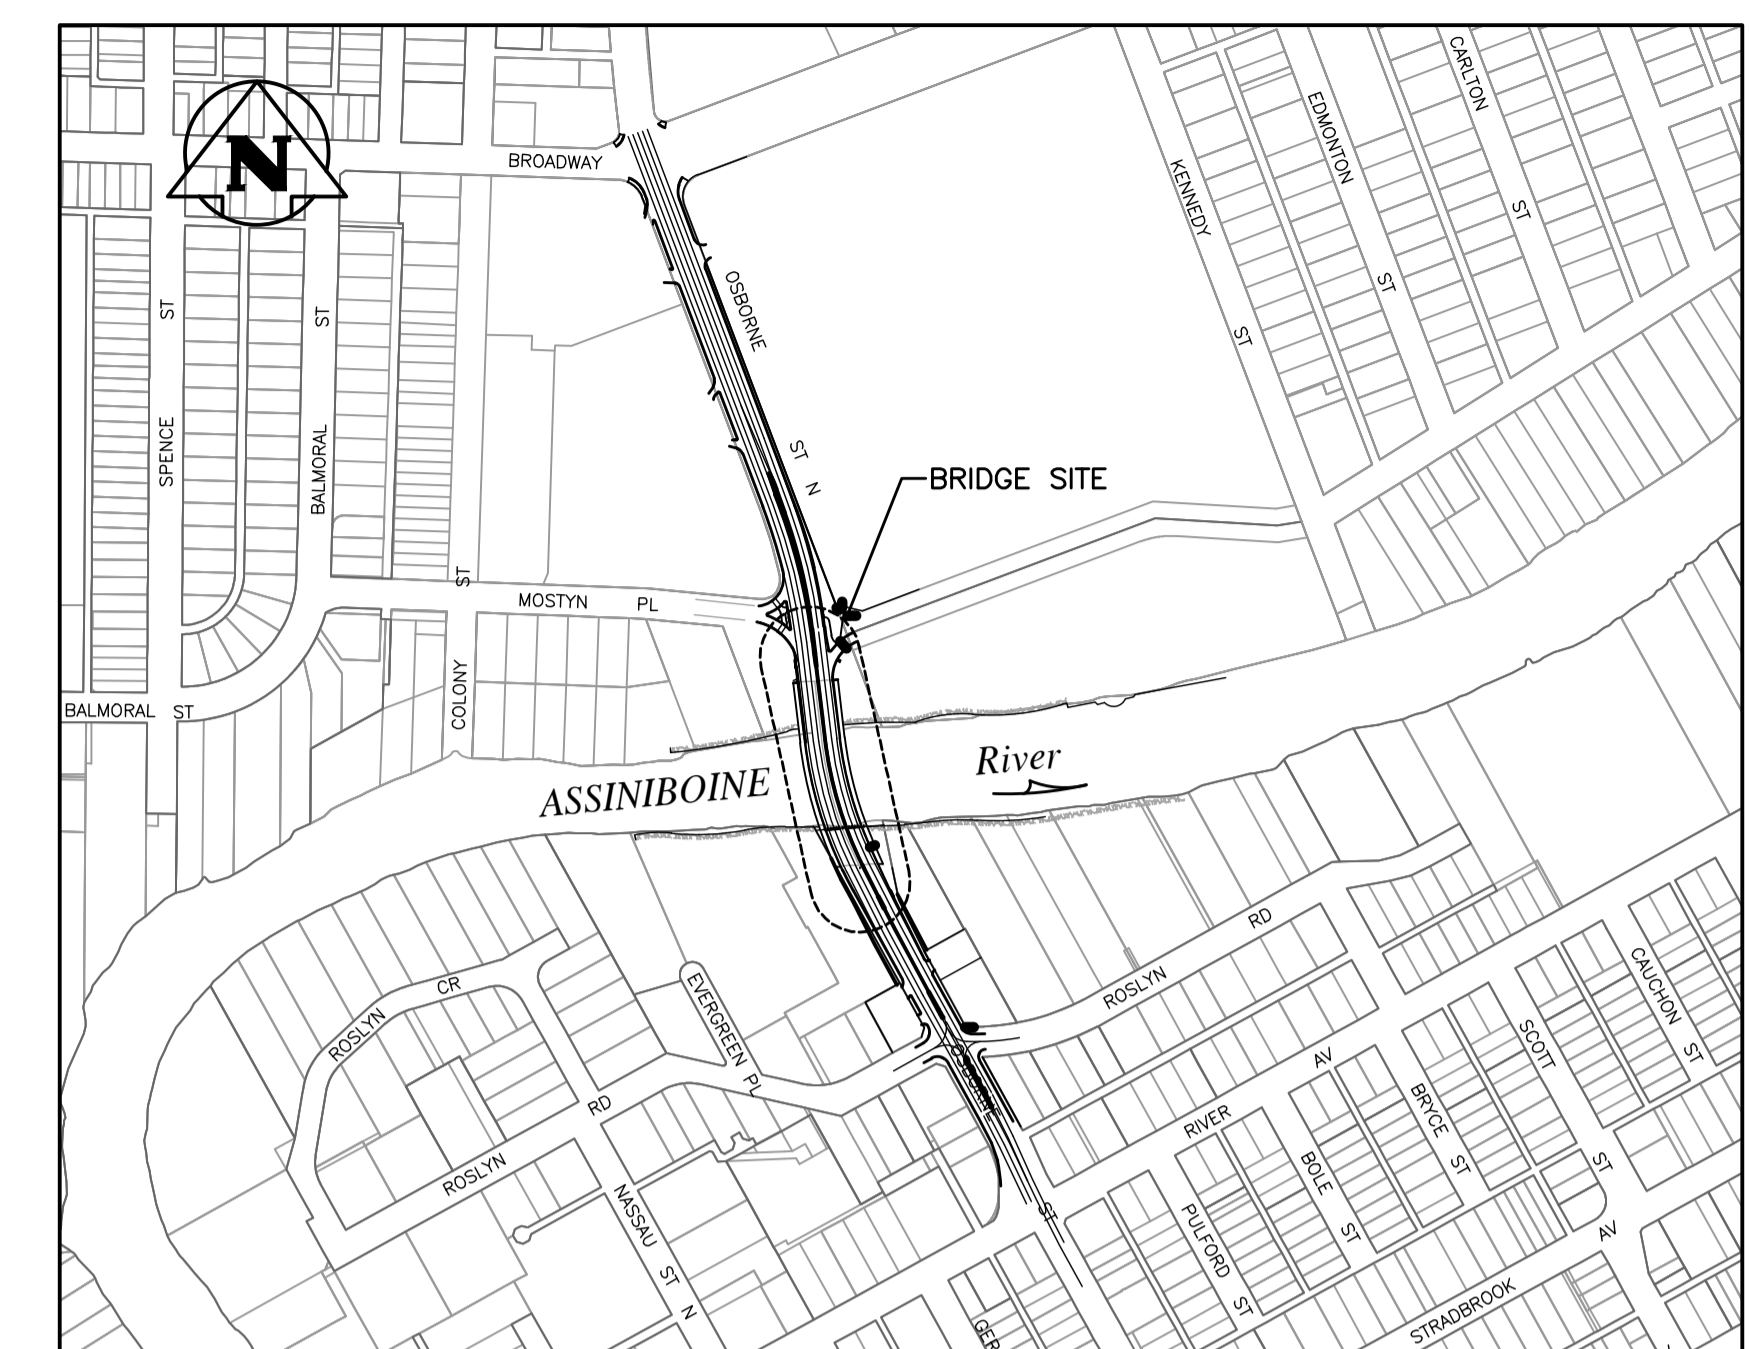 N
BROADWAY
OSBORNE
ST
N
CARLTON
ST
EDMONTON
ST
KENNEDY
ST
BRIDGE SITE
SPENCE
ST
BALMORAL
ST
COLONY
ST
MOSTYN PL
BALMORAL ST
ASSINIBOINE
River
ROSLYN
CR
EVERGREEN PL
ROSLYN
RD
ROSLYN
RD
OSBORNE
ST
NASSAU
ST
N
RIVER
AV
CAUCHON
ST
SCOTT
ST
BRYCE
ST
BOLE
ST
PULFORD
ST
STRADBROOK
AV
GER